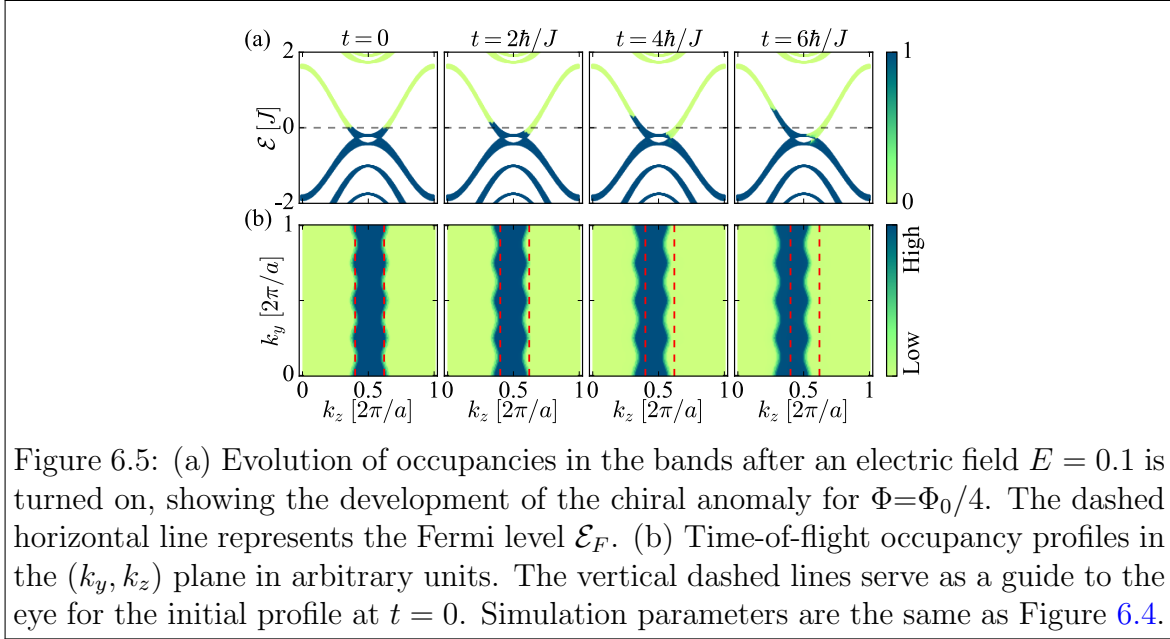 (a) t = 0 t = 2ħ/J t = 4ħ/J t = 6ħ/J
2 1
ℰ [J] 0
-2 0
(b) 1 High
k_y [2π/a]
0 Low
0 0.5 1 0 0.5 1 0 0.5 1 0 0.5 1
k_z [2π/a] k_z [2π/a] k_z [2π/a] k_z [2π/a]
Figure 6.5: (a) Evolution of occupancies in the bands after an electric field E = 0.1 is
turned on, showing the development of the chiral anomaly for Φ=Φ₀/4. The dashed
horizontal line represents the Fermi level ℰ_F. (b) Time-of-flight occupancy profiles in
the (k_y, k_z) plane in arbitrary units. The vertical dashed lines serve as a guide to the
eye for the initial profile at t = 0. Simulation parameters are the same as Figure 6.4.